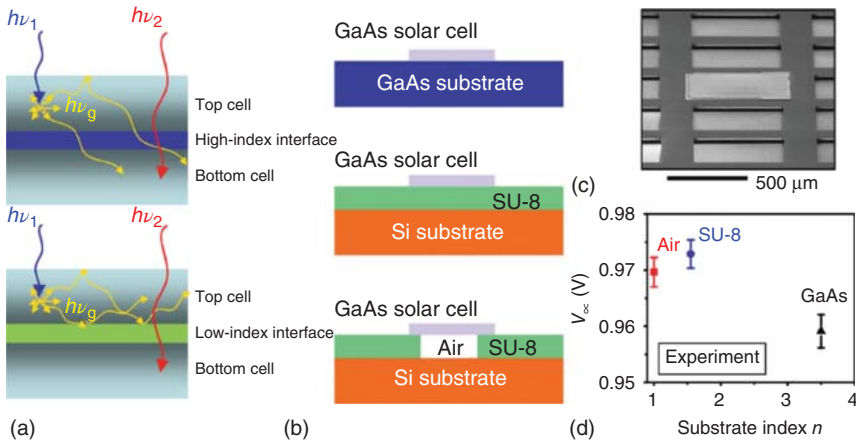 hν1
hν2
hνg
Top cell
High-index interface
Bottom cell
hν1
hν2
hνg
Top cell
Low-index interface
Bottom cell
(a)
GaAs solar cell
GaAs substrate
GaAs solar cell
SU-8
Si substrate
GaAs solar cell
Air
SU-8
Si substrate
(b)
(c)
500 μm
0.98
0.97
0.96
0.95
Voc (V)
Air
SU-8
GaAs
Experiment
1
2
3
4
Substrate index n
(d)